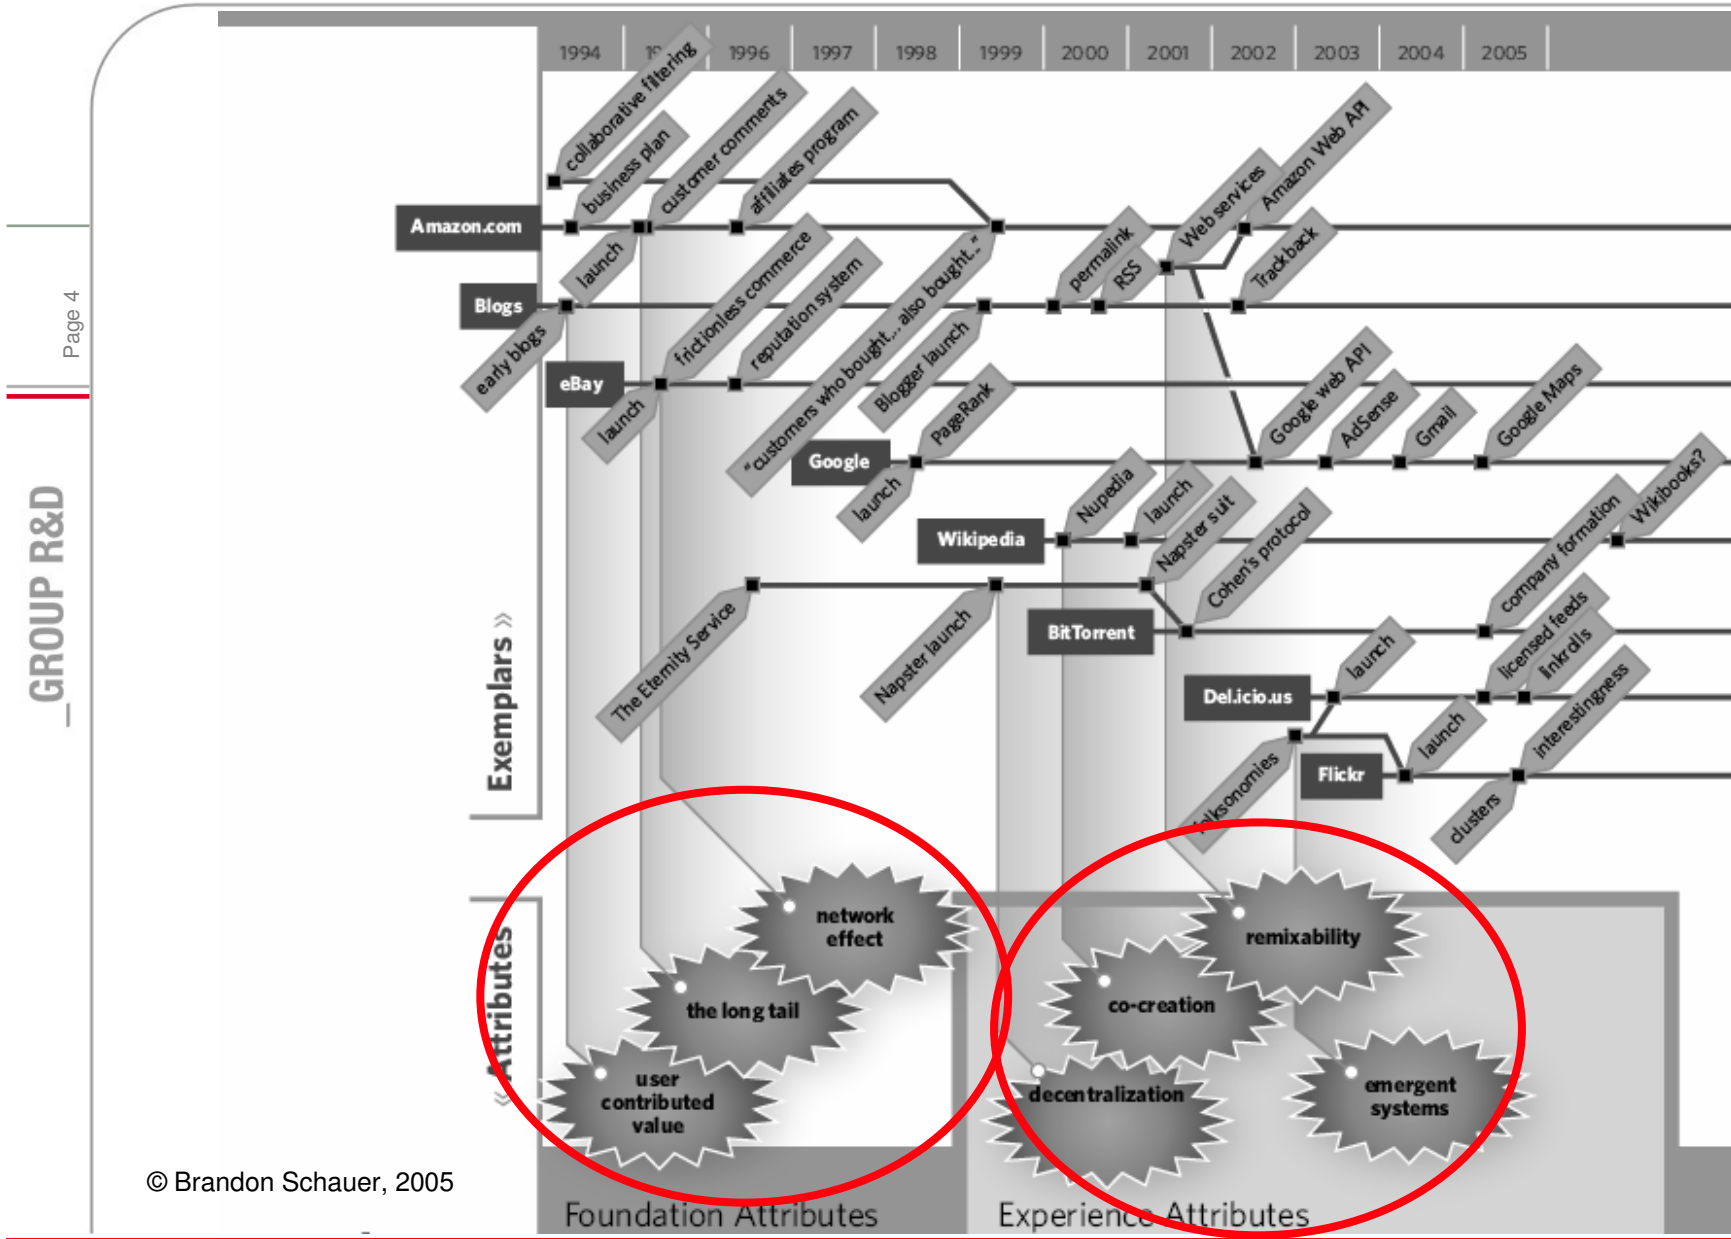 1994
1996
1997
1998
1999
2000
2001
2002
2003
2004
2005
collaborative filtering
business plan
customer comments
affiliates program
Amazon.com
launch
"customers who bought... also bought..."
Web services
Amazon Web API
Blogs
early blogs
Blogger launch
permalink
RSS
Trackback
eBay
launch
frictionless commerce
reputation system
Google
launch
PageRank
Google web API
AdSense
Gmail
Google Maps
Wikipedia
Nupedia
launch
Wikibooks?
The Eternity Service
Napster launch
Napster suit
BitTorrent
Cohen's protocol
company formation
Del.icio.us
launch
licensed feeds
linkrolls
folksonomies
Flickr
launch
clusters
interestingness
Page 4
_GROUP R&D
Exemplars »
« Attributes
network
effect
the long tail
user
contributed
value
remixability
co-creation
decentralization
emergent
systems
© Brandon Schauer, 2005
Foundation Attributes
Experience Attributes